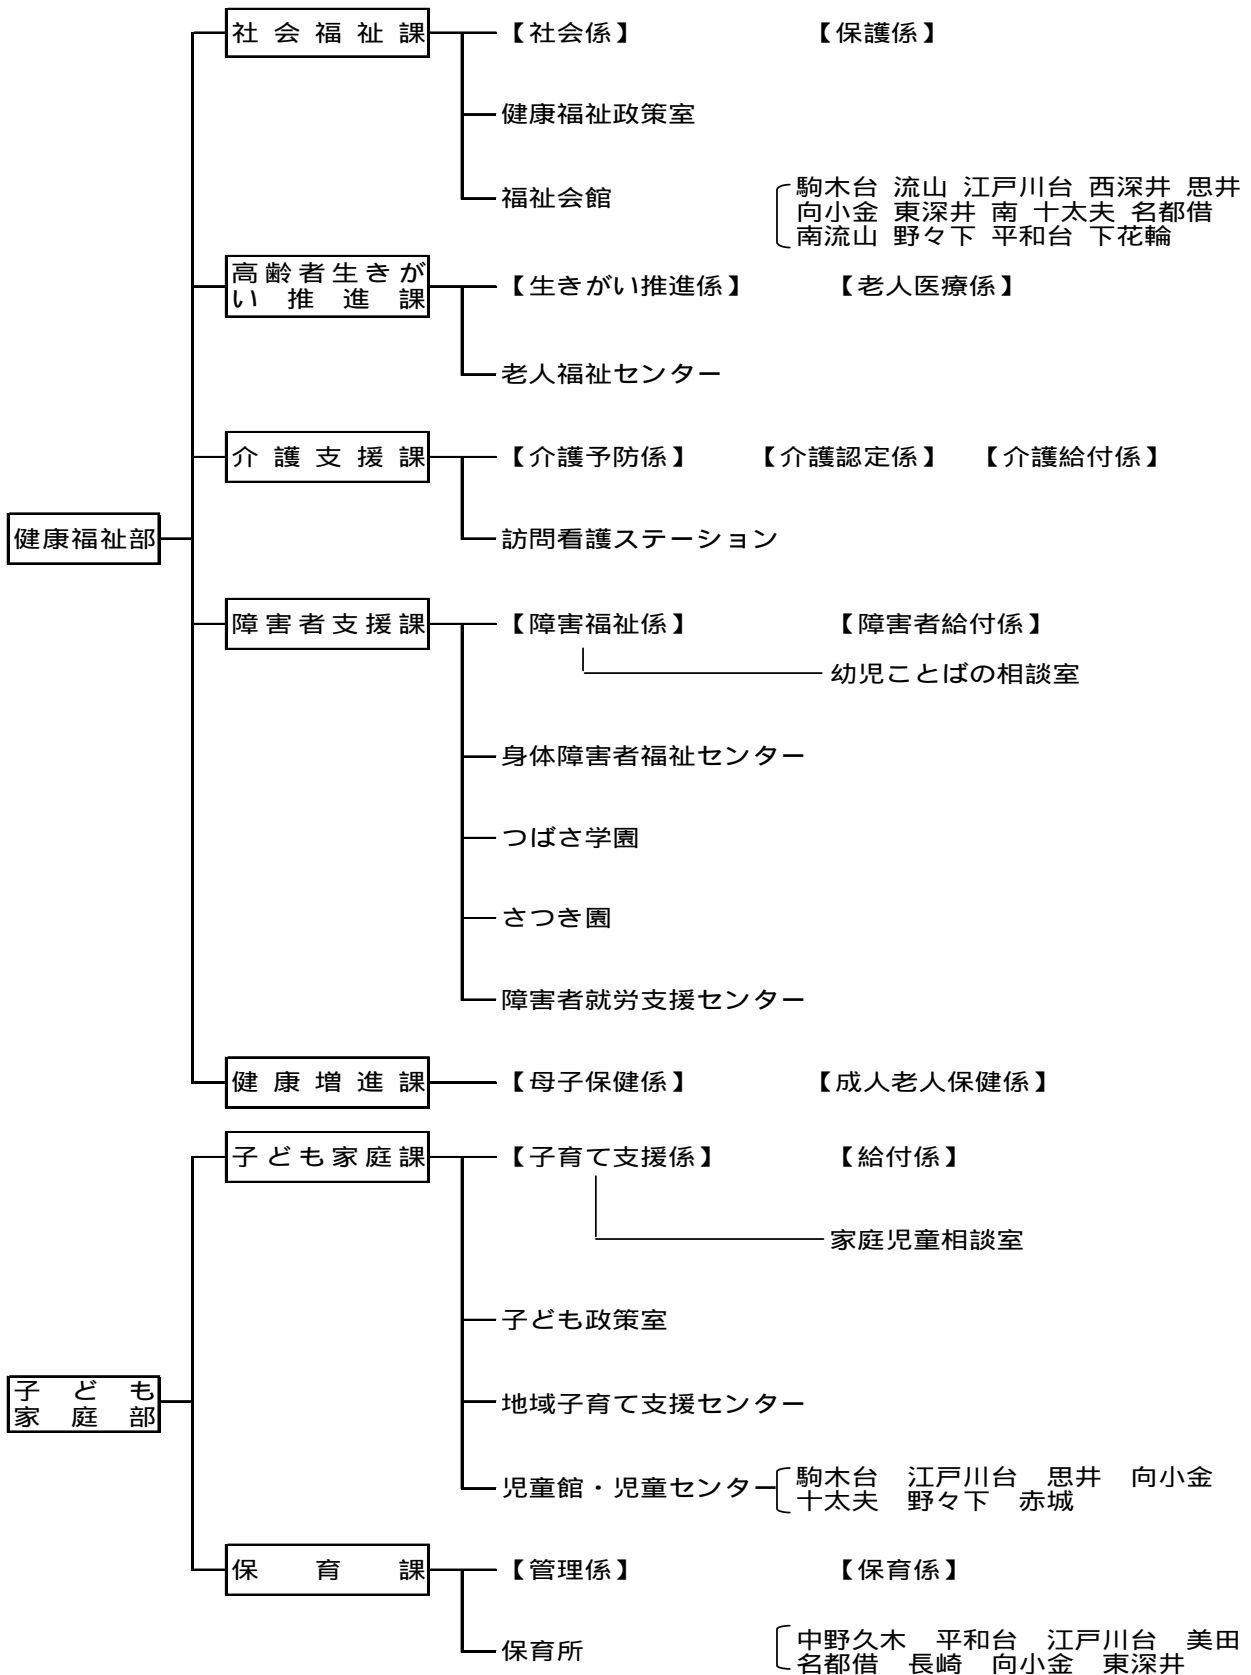 社会福祉課 【社会係】 【保護係】
健康福祉政策室
福祉会館 駒木台 流山 江戸川台 西深井 思井
向小金 東深井 南 十太夫 名都借
南流山 野々下 平和台 下花輪
高齢者生きが
い推進課 【生きがい推進係】 【老人医療係】
老人福祉センター
介護支援課 【介護予防係】 【介護認定係】 【介護給付係】
健康福祉部 訪問看護ステーション
障害者支援課 【障害福祉係】 【障害者給付係】
幼児ことばの相談室
身体障害者福祉センター
つばさ学園
さつき園
障害者就労支援センター
健康増進課 【母子保健係】 【成人老人保健係】
子ども家庭課 【子育て支援係】 【給付係】
家庭児童相談室
子ども政策室
子ども
家庭部
地域子育て支援センター
児童館・児童センター 駒木台 江戸川台 思井 向小金
十太夫 野々下 赤城
保育課 【管理係】 【保育係】
保育所 中野久木 平和台 江戸川台 美田
名都借 長崎 向小金 東深井